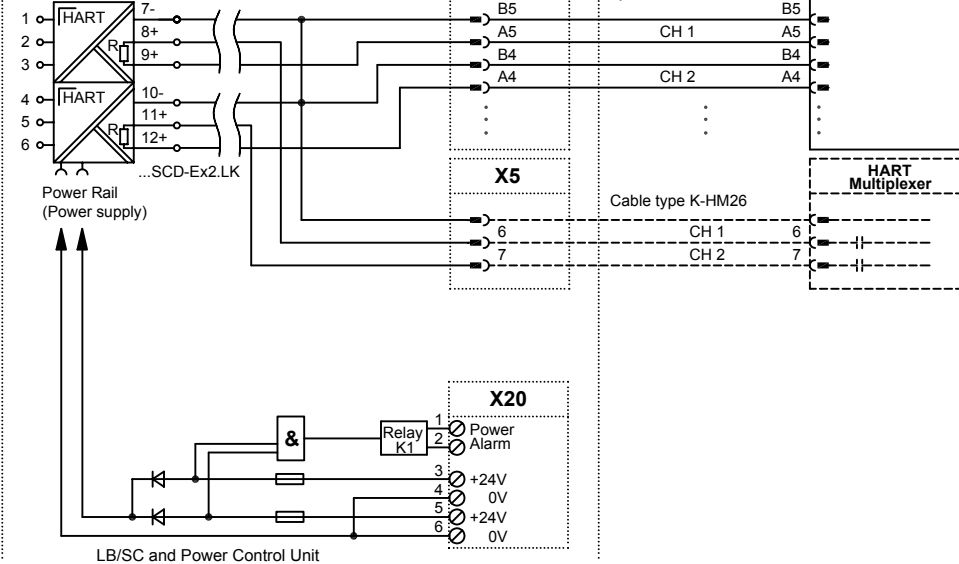 B5 B5
1 HART 7-
2 R 8+ A5 CH 1 A5
3 9+
B4 B4
4 HART 10- A4 CH 2 A4
5 R 11+
6 12+
...SCD-Ex2.LK
X5
HART
Multiplexer
Power Rail
(Power supply)
Cable type K-HM26
6 CH 1 6
7 CH 2 7
X20
&
Relay
K1
1 Power
2 Alarm
3 +24V
4 0V
5 +24V
6 0V
LB/SC and Power Control Unit